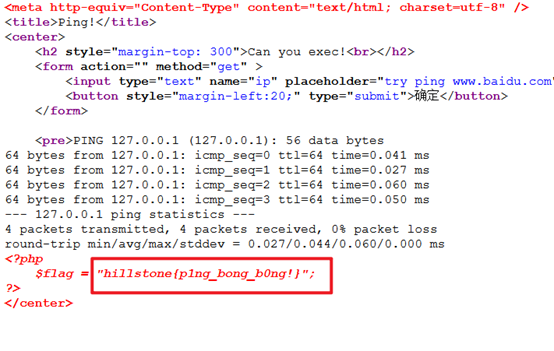 <meta http-equiv="Content-Type" content="text/html; charset=utf-8" />
<title>Ping!</title>
<center>
<h2 style="margin-top: 300">Can you exec!<br></h2>
<form action="" method="get" >
<input type="text" name="ip" placeholder="try ping www.baidu.com"
<button style="margin-left:20;" type="submit">确定</button>
</form>
<pre>PING 127.0.0.1 (127.0.0.1): 56 data bytes
64 bytes from 127.0.0.1: icmp_seq=0 ttl=64 time=0.041 ms
64 bytes from 127.0.0.1: icmp_seq=1 ttl=64 time=0.027 ms
64 bytes from 127.0.0.1: icmp_seq=2 ttl=64 time=0.060 ms
64 bytes from 127.0.0.1: icmp_seq=3 ttl=64 time=0.050 ms
--- 127.0.0.1 ping statistics ---
4 packets transmitted, 4 packets received, 0% packet loss
round-trip min/avg/max/stddev = 0.027/0.044/0.060/0.000 ms
<?php
$flag = "hillstone{p1ng_bong_b0ng!}";
?>
</center>